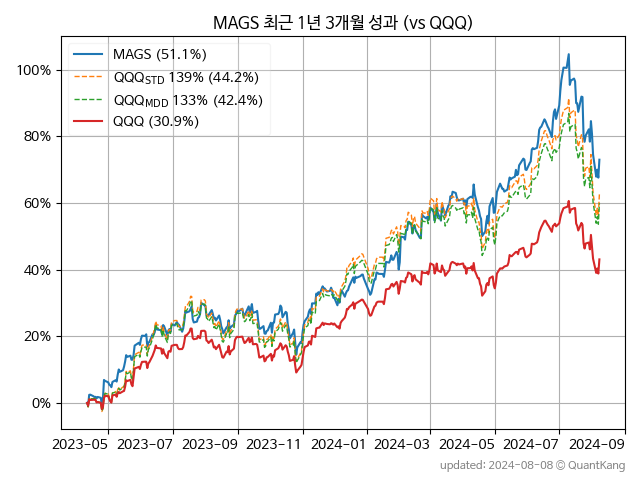 MAGS 최근 1년 3개월 성과 (vs QQQ)
MAGS (51.1%)
QQQSTD 139% (44.2%)
QQQMDD 133% (42.4%)
QQQ (30.9%)
100%
80%
60%
40%
20%
0%
2023-05 2023-07 2023-09 2023-11 2024-01 2024-03 2024-05 2024-07 2024-09
updated: 2024-08-08 © QuantKang